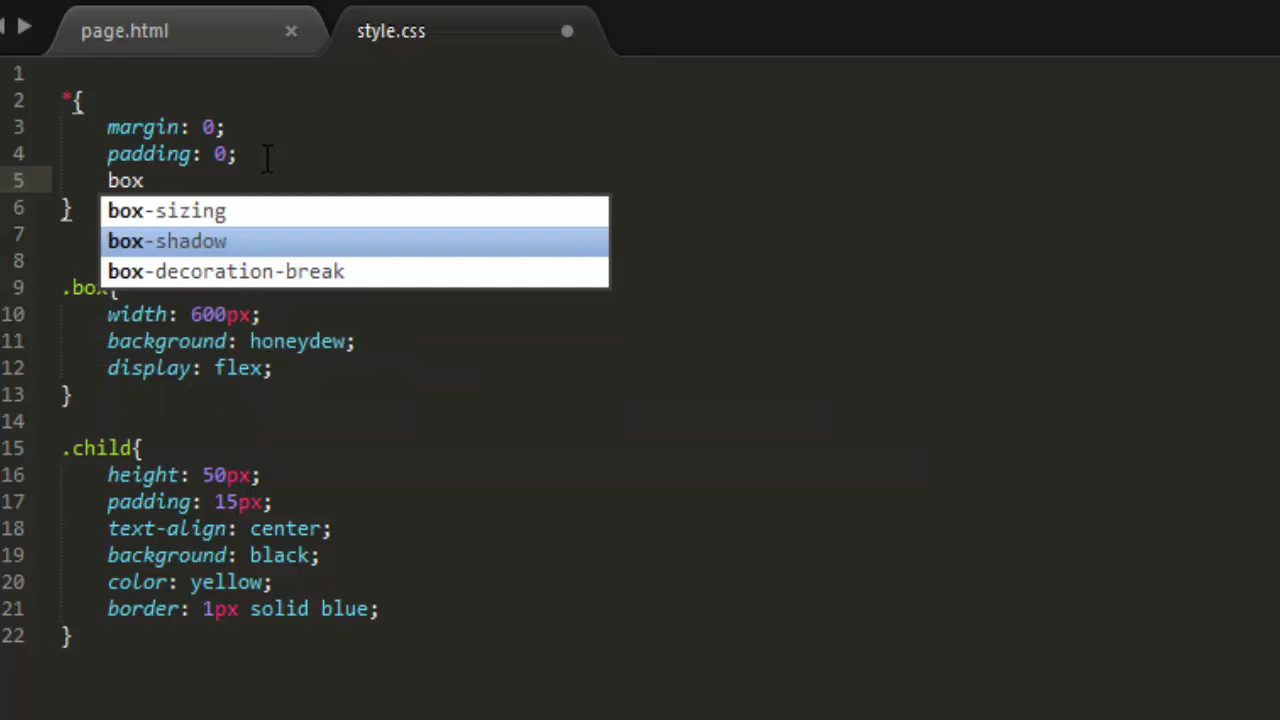 page.html × style.css
1
2 *{
3 margin: 0;
4 padding: 0;
5 box
6 }
box-sizing
7
box-shadow
8
box-decoration-break
9 .box{
10 width: 600px;
11 background: honeydew;
12 display: flex;
13 }
14
15 .child{
16 height: 50px;
17 padding: 15px;
18 text-align: center;
19 background: black;
20 color: yellow;
21 border: 1px solid blue;
22 }